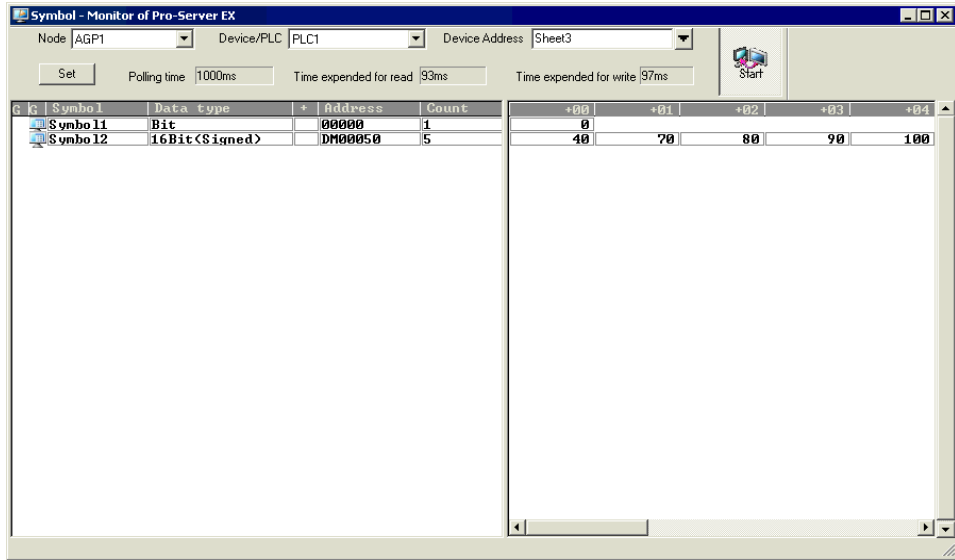 Symbol - Monitor of Pro-Server EX
Node AGP1 Device/PLC PLC1 Device Address Sheet3
Start
Set Polling time 1000ms Time expended for read 93ms Time expended for write 97ms
G G Symbol Data type + Address Count +00 +01 +02 +03 +04
Symbol1 Bit 00000 1 0
Symbol2 16Bit(Signed) DM00050 5 40 70 80 90 100